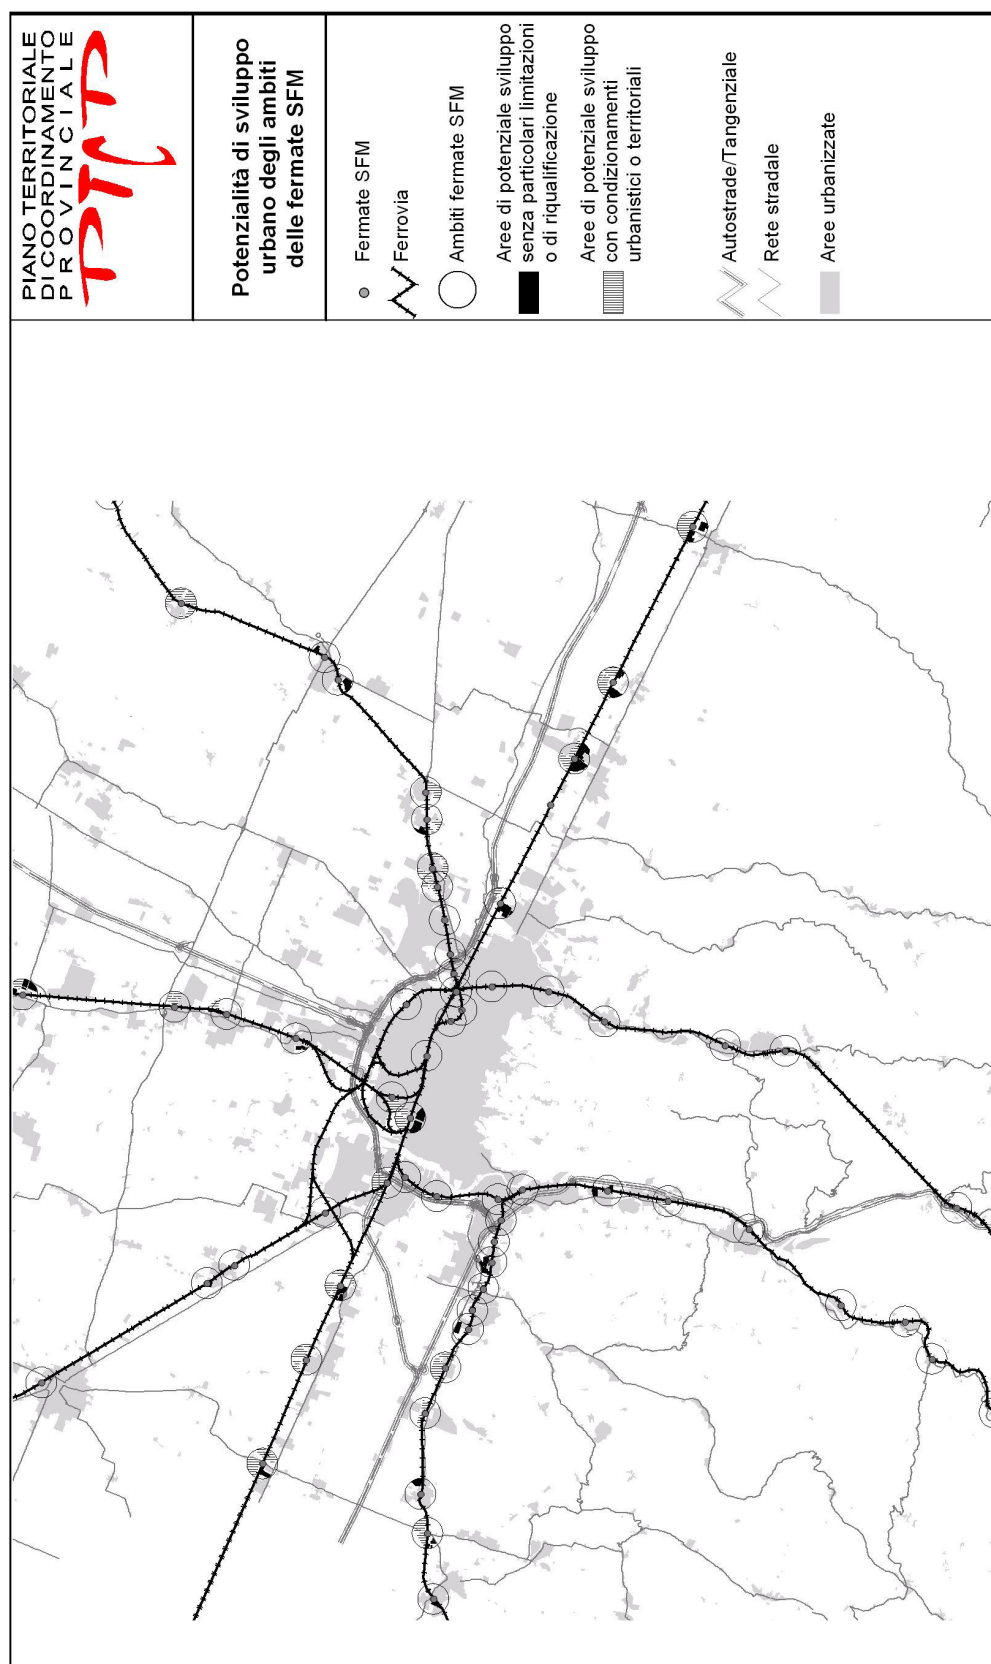 PIANO TERRITORIALE
DI COORDINAMENTO
PROVINCIALE
PTCP
Potenzialità di sviluppo
urbano degli ambiti
delle fermate SFM
Fermate SFM
Ferrovia
Ambiti fermate SFM
Aree di potenziale sviluppo
senza particolari limitazioni
o di riqualificazione
Aree di potenziale sviluppo
con condizionamenti
urbanistici o territoriali
Autostrade/Tangenziale
Rete stradale
Aree urbanizzate